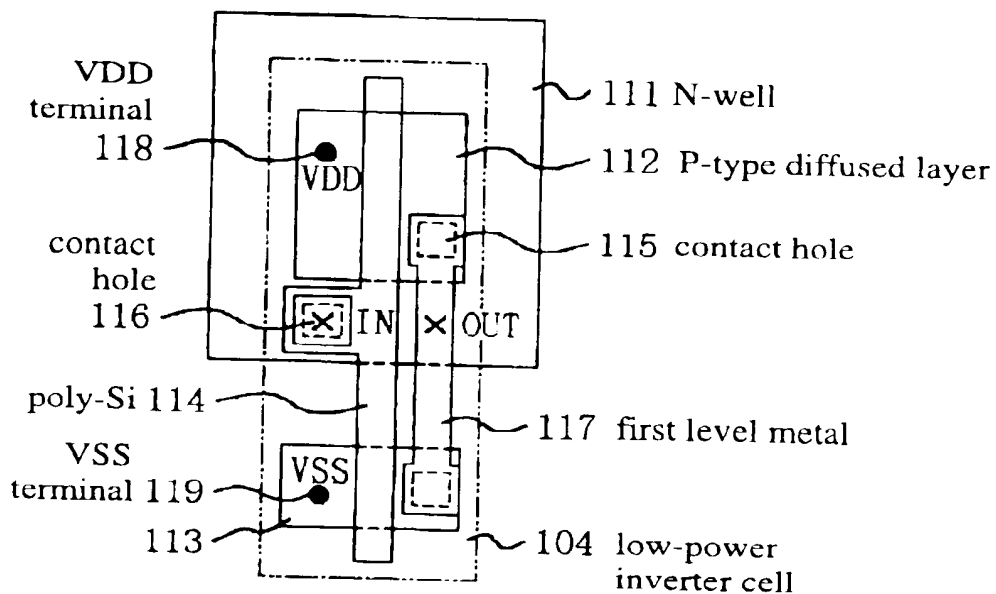 VDD
terminal
118
VDD
111 N-well
112 P-type diffused layer
contact
hole
116
115 contact hole
IN
OUT
poly-Si 114
117 first level metal
VSS
terminal 119
VSS
113
104 low-power
inverter cell